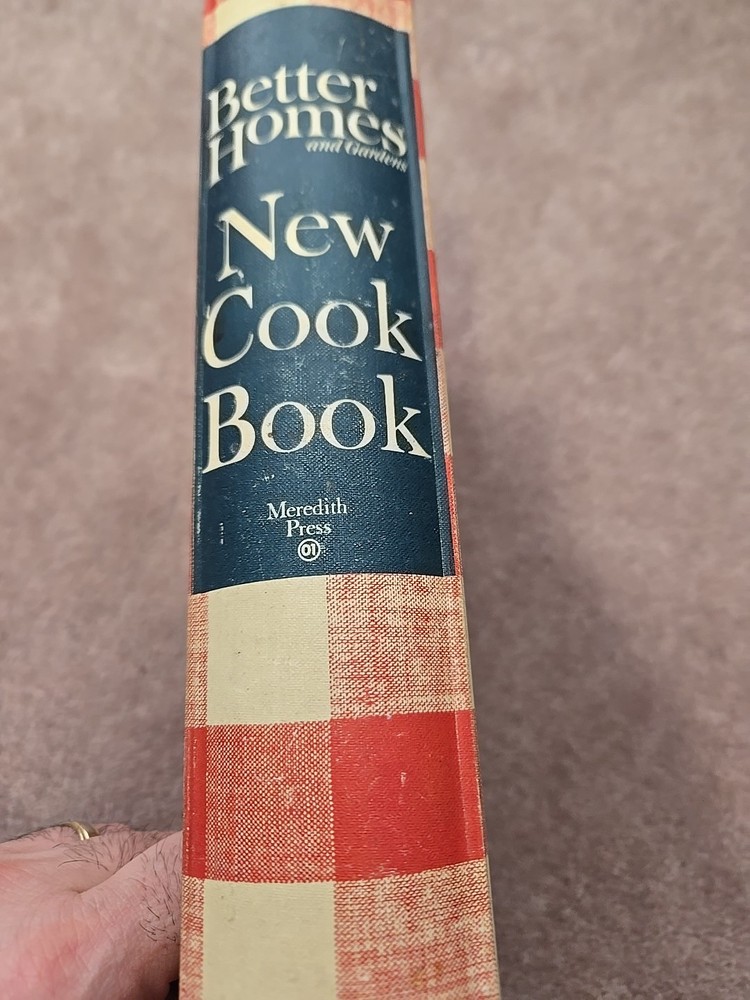 Better
Homes
and Gardens
New
Cook
Book
Meredith
Press
01